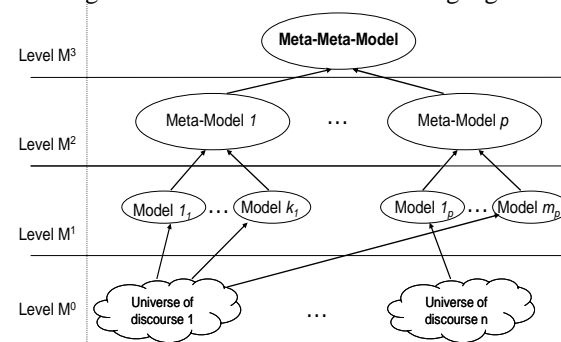 Meta-Meta-Model
Level M³
Meta-Model 1
...
Meta-Model p
Level M²
Model 1₁
...
Model k₁
Model 1ₚ
...
Model mₚ
Level M¹
Universe of
discourse 1
...
Universe of
discourse n
Level M⁰